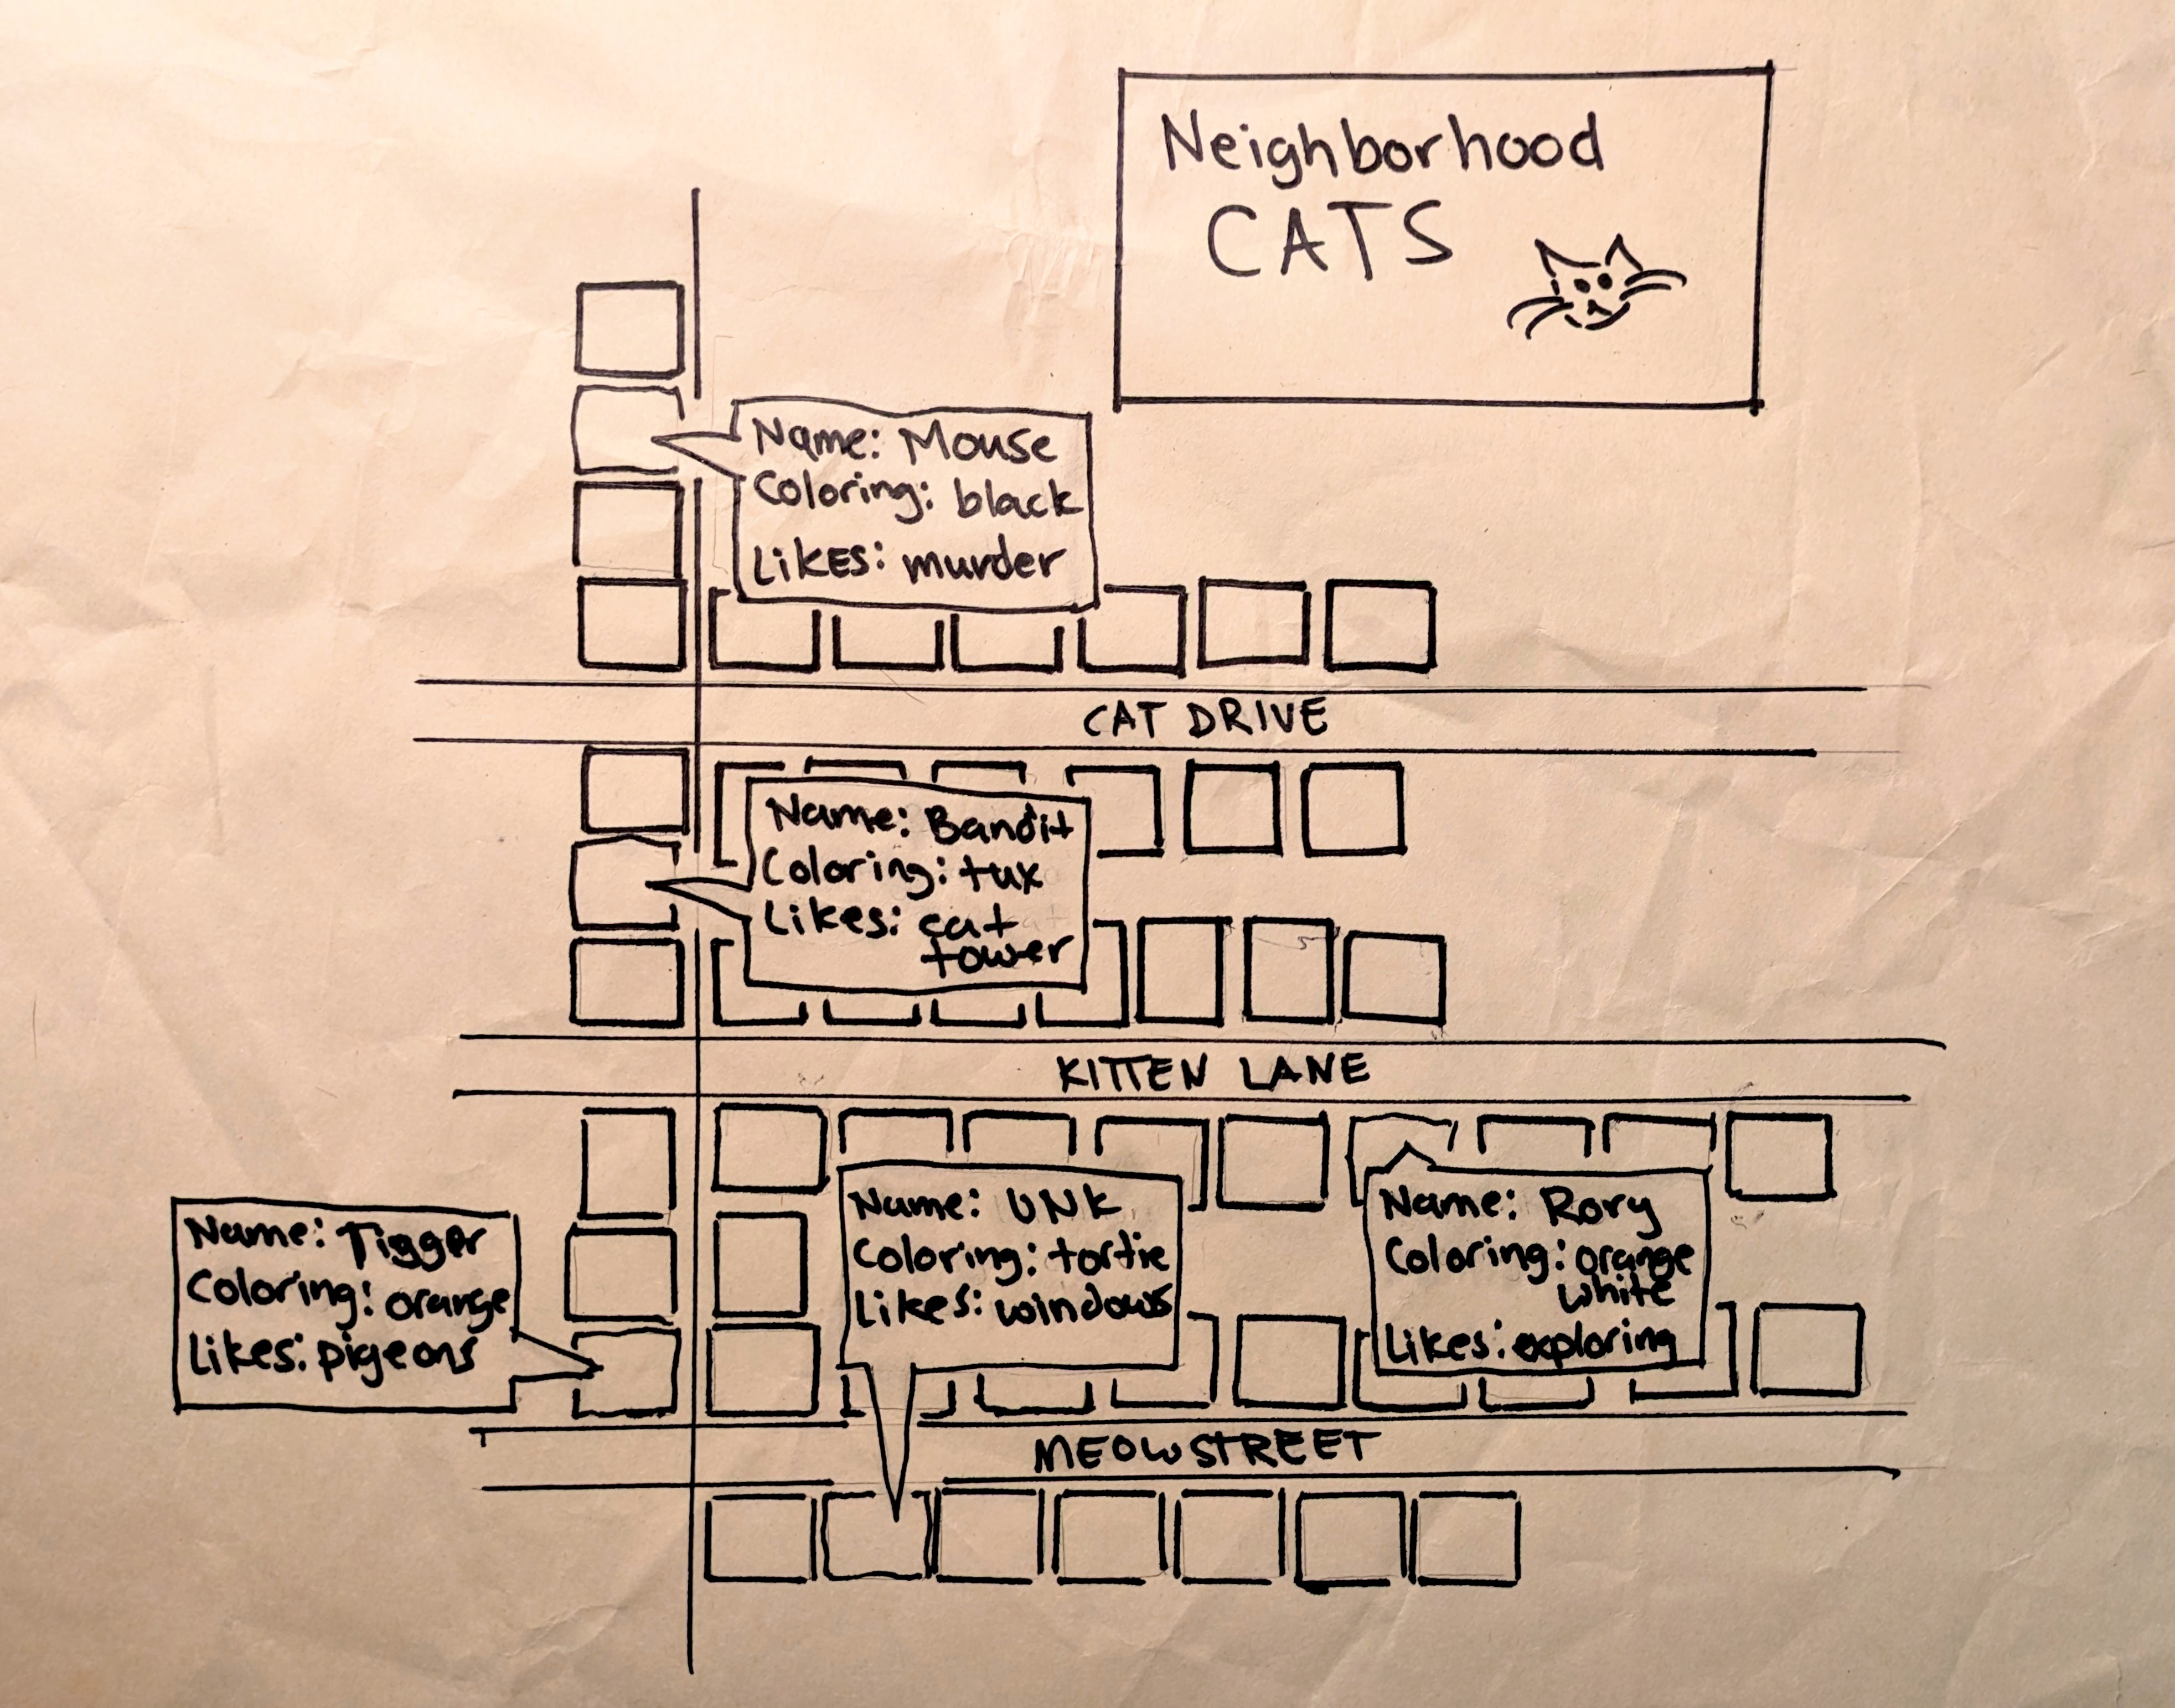 Neighborhood
CATS
Name: Mouse
Coloring: black
Likes: murder
CAT DRIVE
Name: Bandit
Coloring: tux
Likes: cat
tower
KITTEN LANE
Name: Tigger
Coloring: orange
Likes: pigeons
Name: UNK
Coloring: tortie
Likes: windows
Name: Rory
Coloring: orange
white
Likes: exploring
MEOW STREET